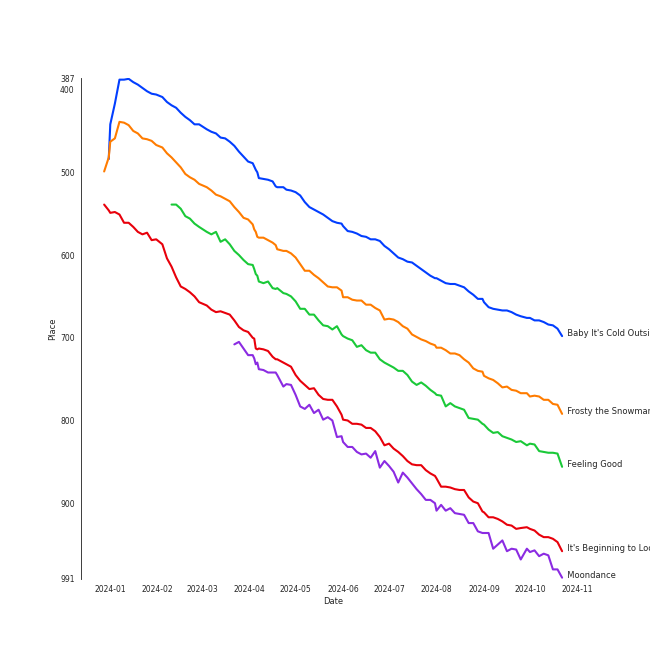 387
400
500
600
700
800
900
991
Place
2024-01
2024-02
2024-03
2024-04
2024-05
2024-06
2024-07
2024-08
2024-09
2024-10
2024-11
Date
Baby It's Cold Outsi
Frosty the Snowmar
Feeling Good
It's Beginning to Loo
Moondance